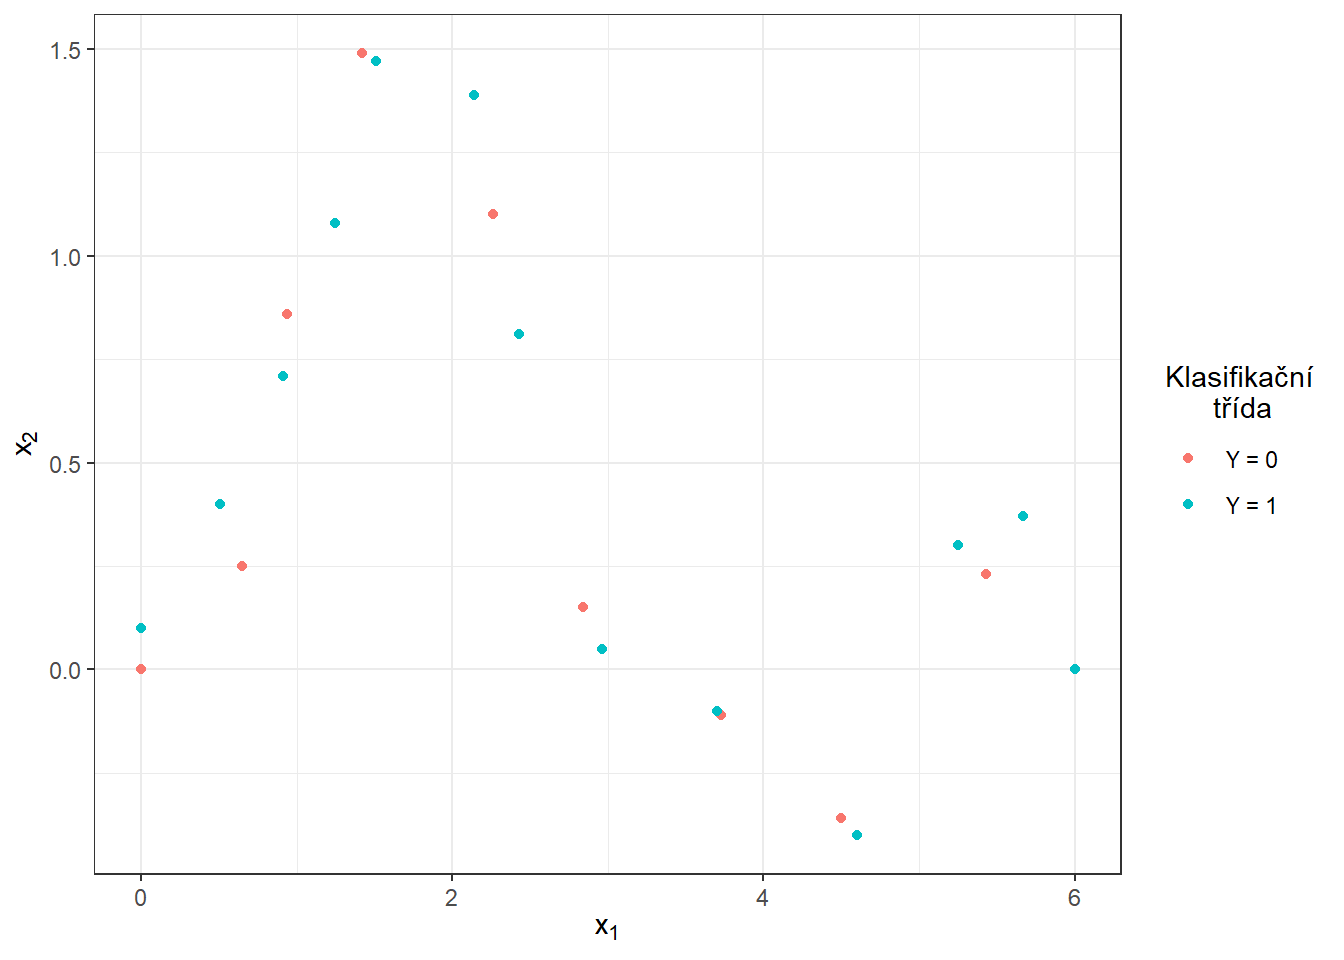 1.5
1.0
0.5
0.0
x₂
0
2
4
6
x₁
Klasifikační
třída
Y = 0
Y = 1